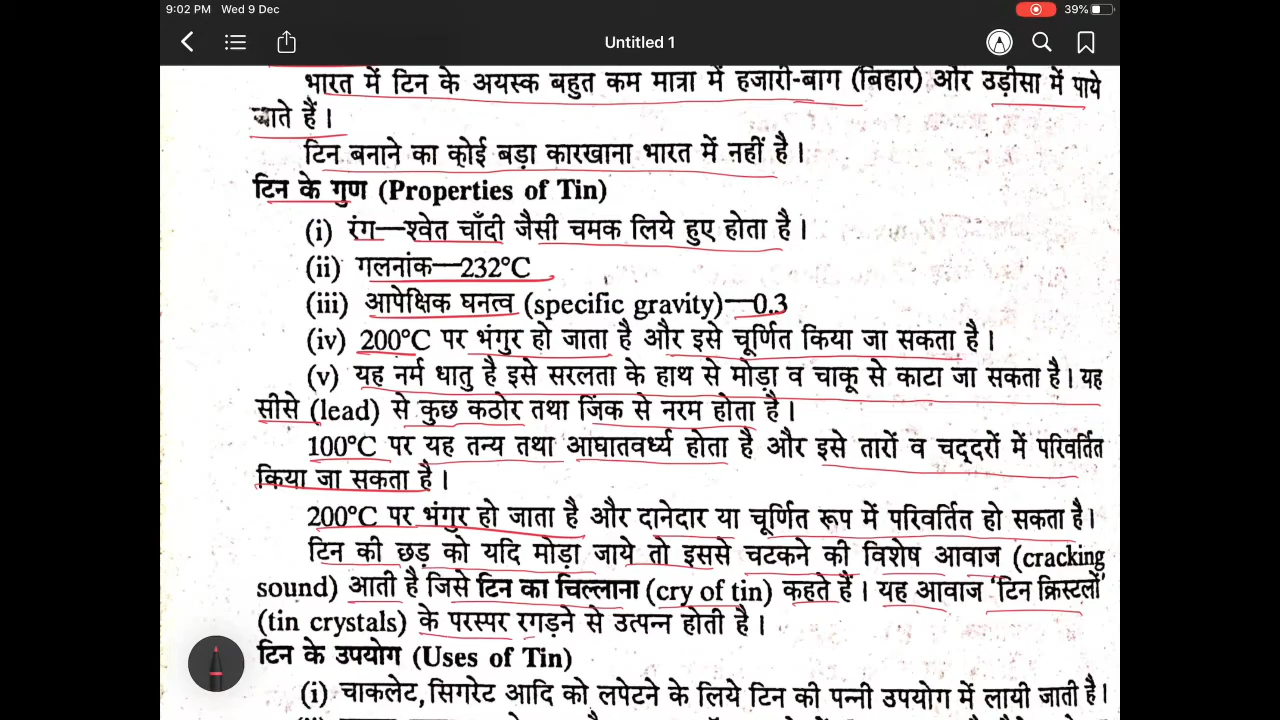 9:02 PM Wed 9 Dec
39%
Untitled 1
भारत में टिन के अयस्क बहुत कम मात्रा में हजारी-बाग (बिहार) और उड़ीसा में पाये
जाते हैं।
टिन बनाने का कोई बड़ा कारखाना भारत में नहीं है।
टिन के गुण (Properties of Tin)
(i) रंग—श्वेत चाँदी जैसी चमक लिये हुए होता है।
(ii) गलनांक—232°C
(iii) आपेक्षिक घनत्व (specific gravity)—0.3
(iv) 200°C पर भंगुर हो जाता है और इसे चूर्णित किया जा सकता है।
(v) यह नर्म धातु है इसे सरलता के हाथ से मोड़ा व चाकू से काटा जा सकता है। यह
सीसे (lead) से कुछ कठोर तथा जिंक से नरम होता है।
100°C पर यह तन्य तथा आघातवर्ध्य होता है और इसे तारों व चद्दरों में परिवर्तित
किया जा सकता है।
200°C पर भंगुर हो जाता है और दानेदार या चूर्णित रूप में परिवर्तित हो सकता है।
टिन की छड़ को यदि मोड़ा जाये तो इससे चटकने की विशेष आवाज (cracking
sound) आती है जिसे टिन का चिल्लाना (cry of tin) कहते हैं। यह आवाज 'टिन क्रिस्टलों'
(tin crystals) के परस्पर रगड़ने से उत्पन्न होती है।
टिन के उपयोग (Uses of Tin)
(i) चाकलेट, सिगरेट आदि को लपेटने के लिये टिन की पन्नी उपयोग में लायी जाती है।